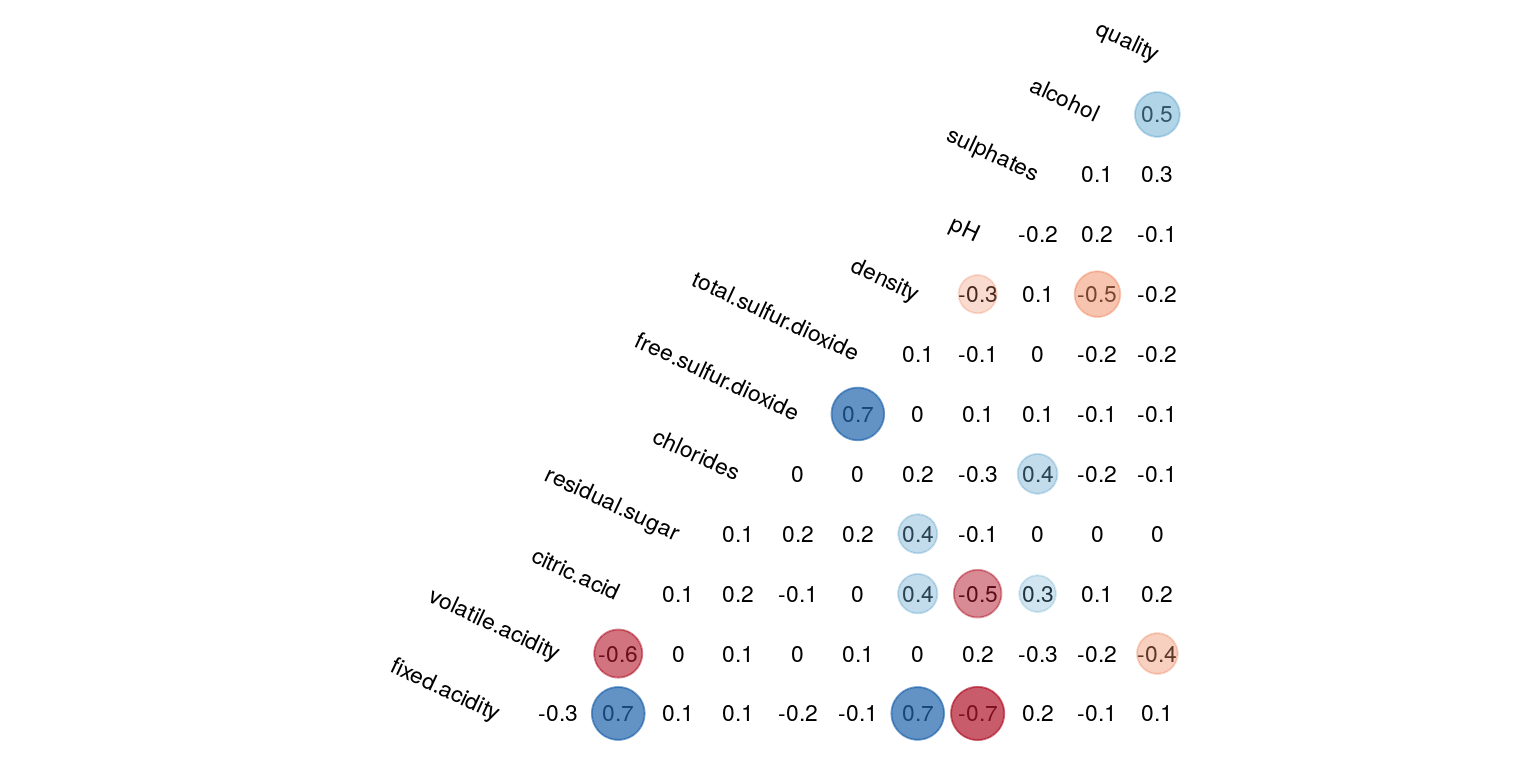 quality
alcohol 0.5
sulphates 0.1 0.3
pH -0.2 0.2 -0.1
density -0.3 0.1 -0.5 -0.2
total.sulfur.dioxide 0.1 -0.1 0 -0.2 -0.2
free.sulfur.dioxide 0.7 0 0.1 0.1 -0.1 -0.1
chlorides 0 0 0.2 -0.3 0.4 -0.2 -0.1
residual.sugar 0.1 0.2 0.2 0.4 -0.1 0 0 0
citric.acid 0.1 0.2 -0.1 0 0.4 -0.5 0.3 0.1 0.2
volatile.acidity -0.6 0 0.1 0 0.1 0 0.2 -0.3 -0.2 -0.4
fixed.acidity -0.3 0.7 0.1 0.1 -0.2 -0.1 0.7 -0.7 0.2 -0.1 0.1